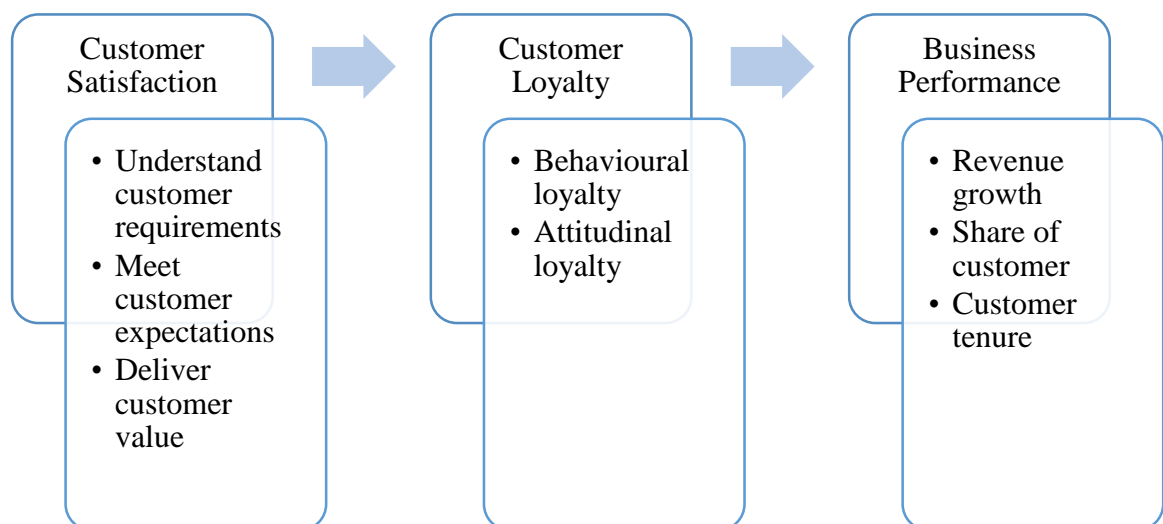 Customer
Satisfaction
• Understand
customer
requirements
• Meet
customer
expectations
• Deliver
customer
value
Customer
Loyalty
• Behavioural
loyalty
• Attitudinal
loyalty
Business
Performance
• Revenue
growth
• Share of
customer
• Customer
tenure